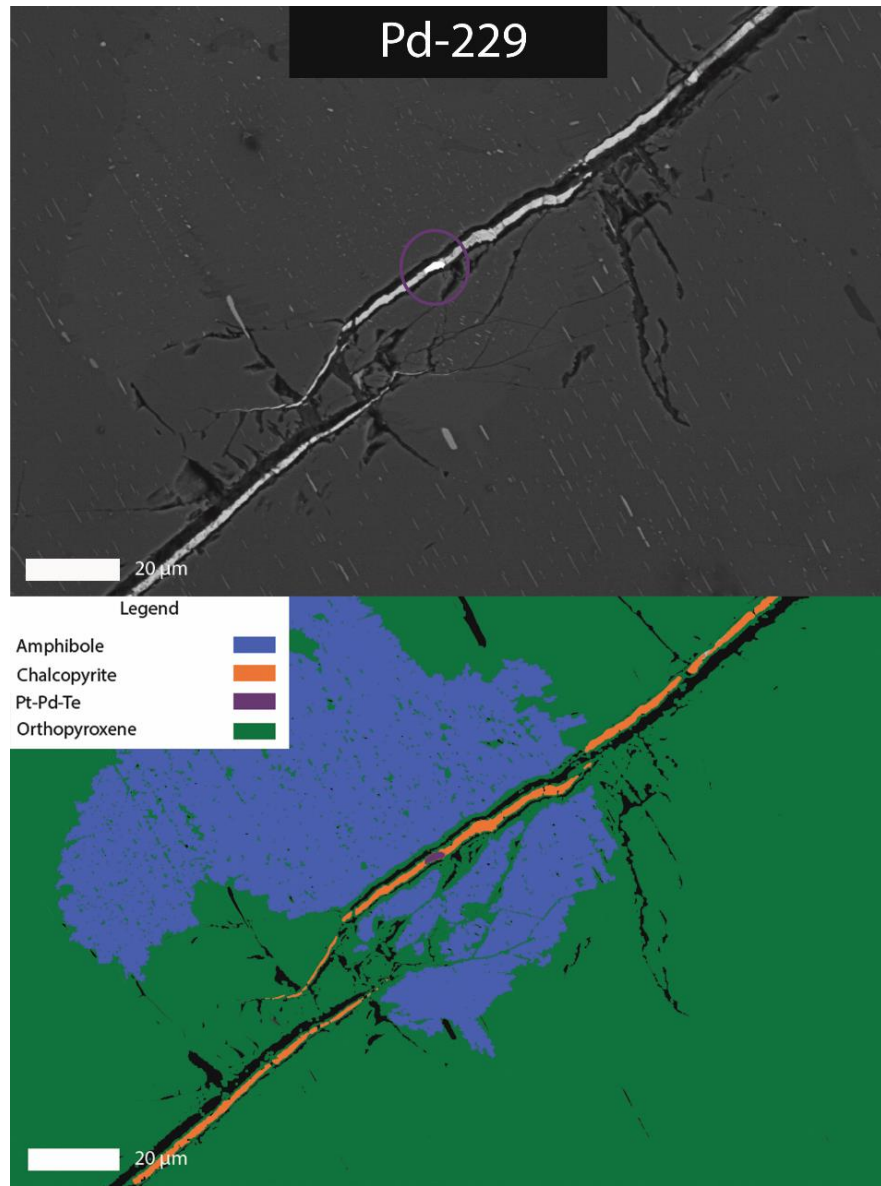 Pd-229
20 µm
Legend
Amphibole
Chalcopyrite
Pt-Pd-Te
Orthopyroxene
20 µm